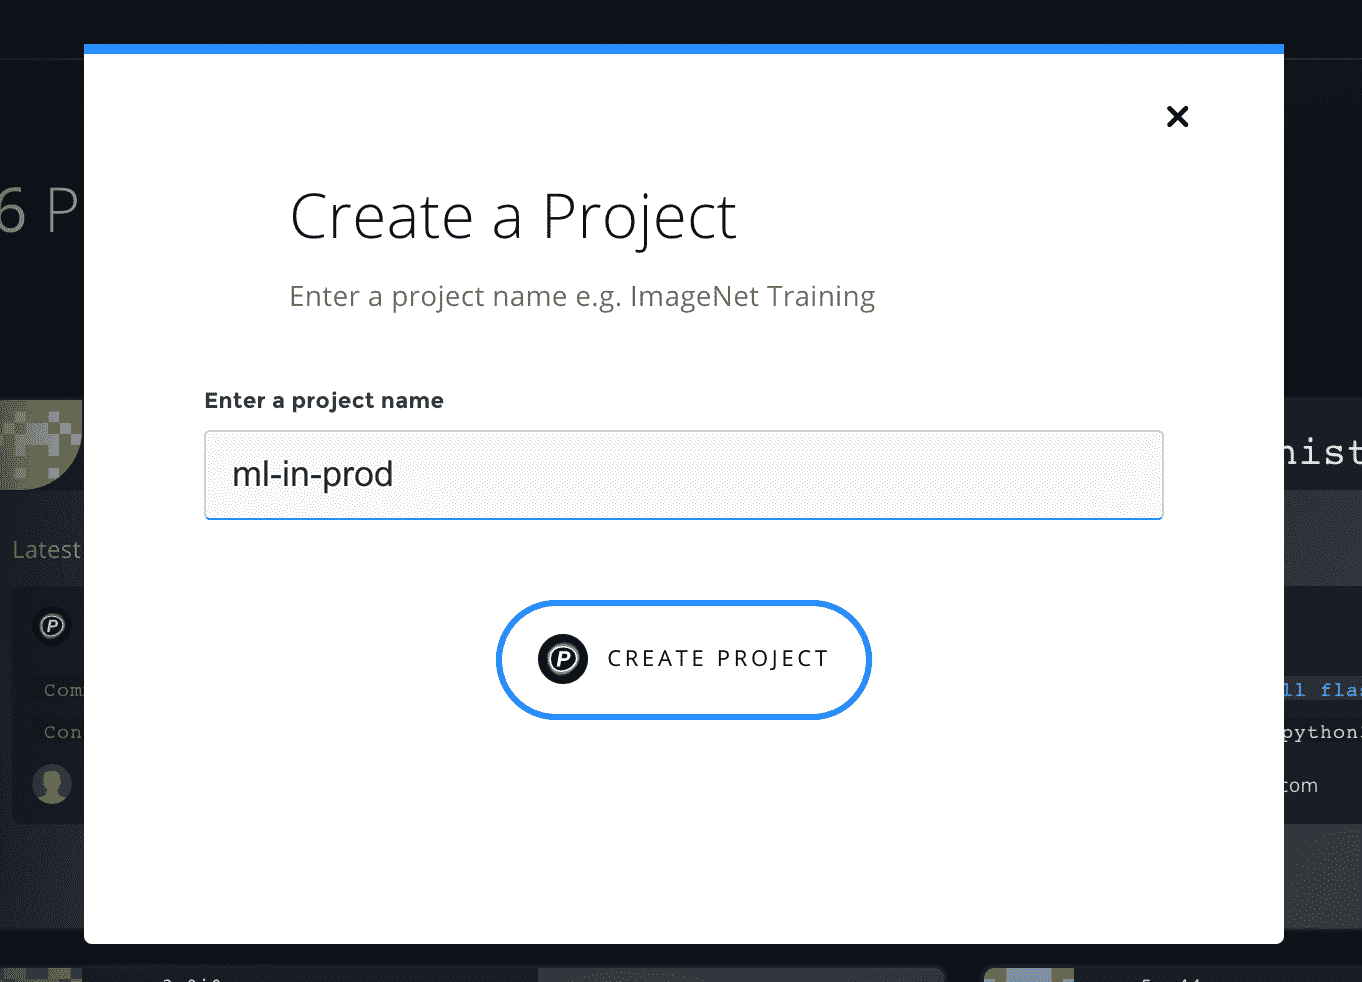 6 P
Create a Project
Enter a project name e.g. ImageNet Training
Enter a project name
ml-in-prod
nist
Latest
P
P CREATE PROJECT
Com
ll fla
Con
python
com